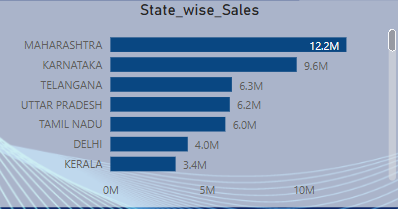 State_wise_Sales
MAHARASHTRA 12.2M
KARNATAKA 9.6M
TELANGANA 6.3M
UTTAR PRADESH 6.2M
TAMIL NADU 6.0M
DELHI 4.0M
KERALA 3.4M
0M 5M 10M